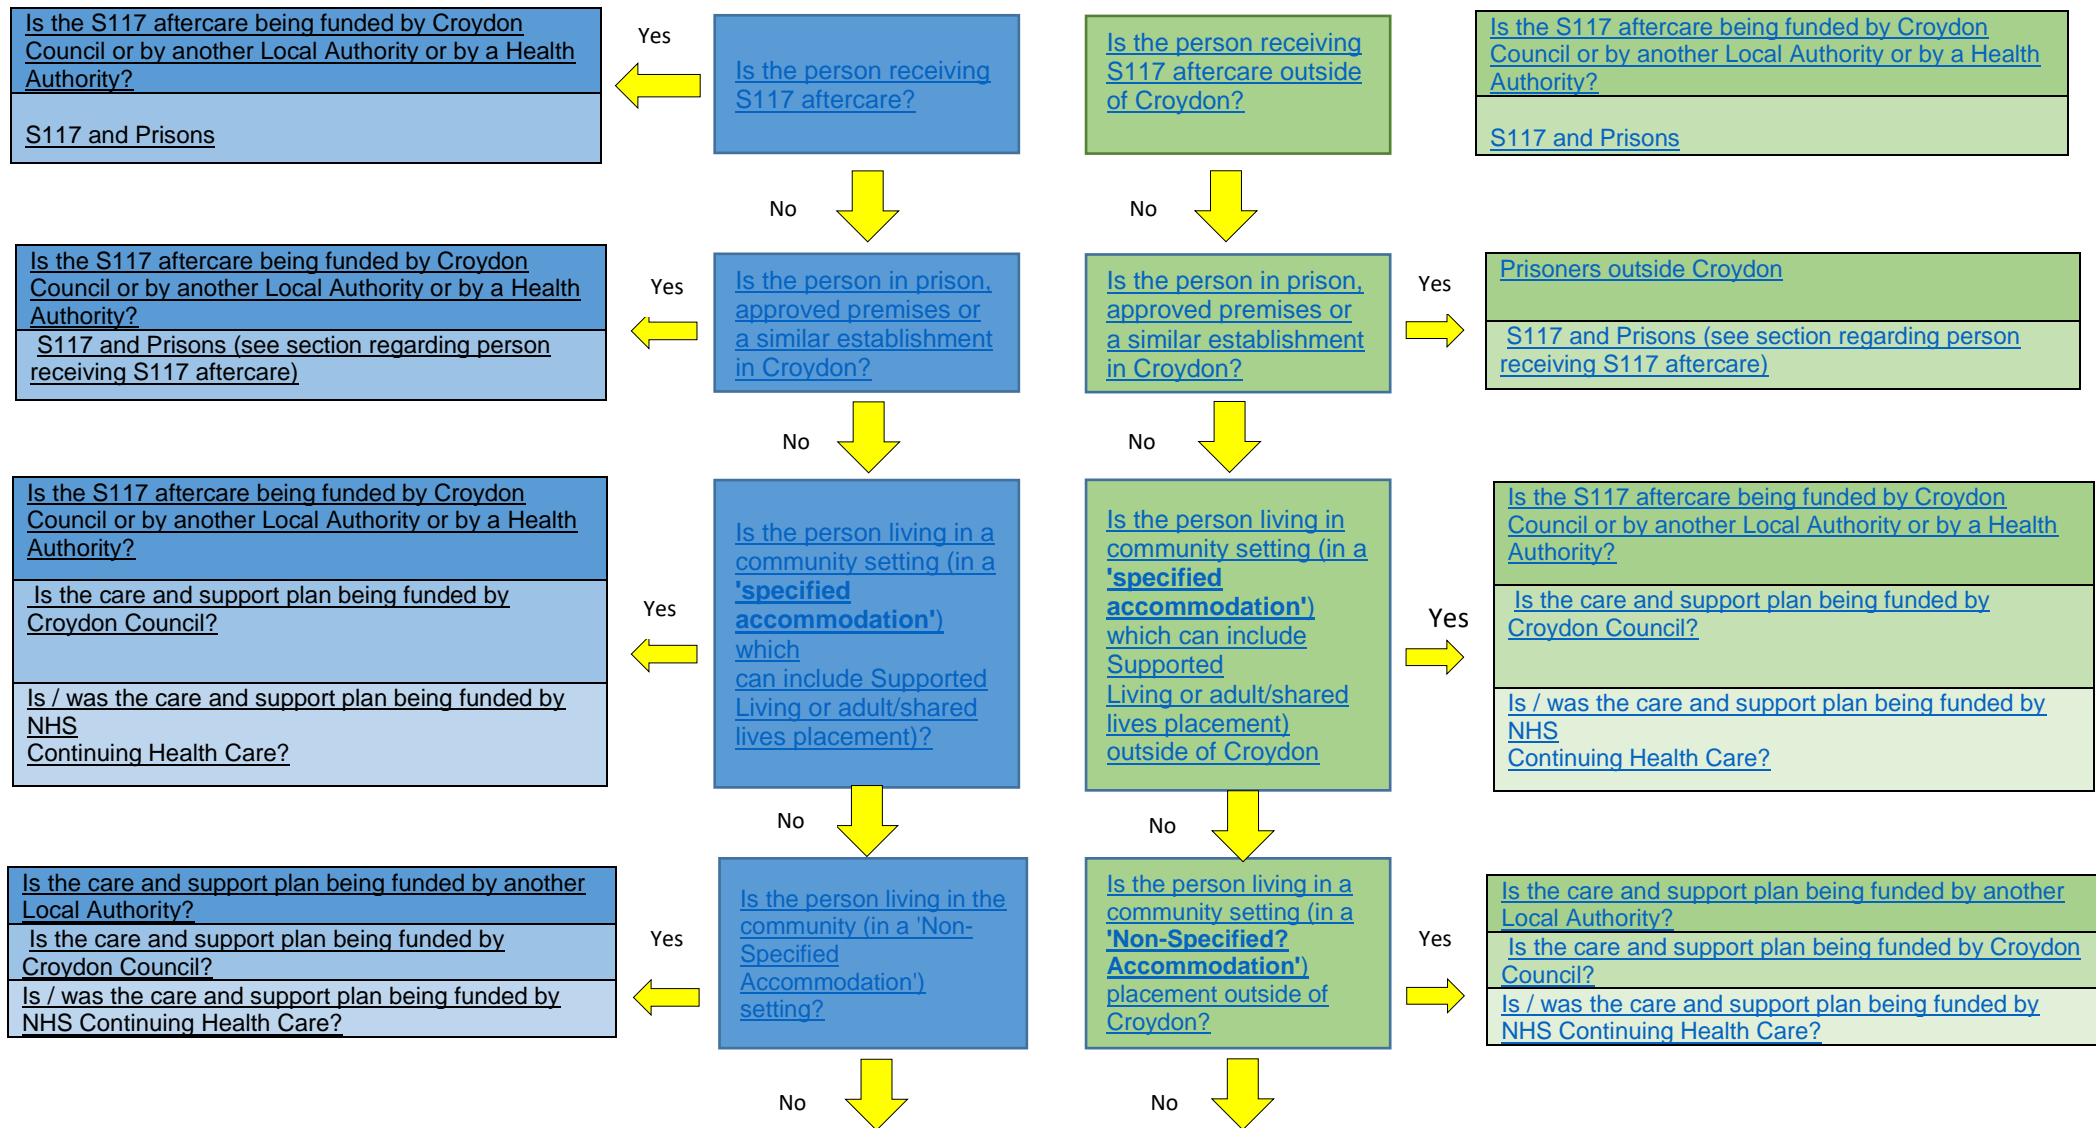 Is the S117 aftercare being funded by Croydon
Council or by another Local Authority or by a Health
Authority?
S117 and Prisons
Yes
Is the person receiving
S117 aftercare?
Is the person receiving
S117 aftercare outside
of Croydon?
Is the S117 aftercare being funded by Croydon
Council or by another Local Authority or by a Health
Authority?
S117 and Prisons
No
No
Is the S117 aftercare being funded by Croydon
Council or by another Local Authority or by a Health
Authority?
S117 and Prisons (see section regarding person
receiving S117 aftercare)
Yes
Is the person in prison,
approved premises or
a similar establishment
in Croydon?
Is the person in prison,
approved premises or
a similar establishment
in Croydon?
Yes
Prisoners outside Croydon
S117 and Prisons (see section regarding person
receiving S117 aftercare)
No
No
Is the S117 aftercare being funded by Croydon
Council or by another Local Authority or by a Health
Authority?
Is the care and support plan being funded by
Croydon Council?
Is / was the care and support plan being funded by
NHS
Continuing Health Care?
Yes
Is the person living in a
community setting (in a
'specified
accommodation')
which
can include Supported
Living or adult/shared
lives placement)?
Is the person living in
community setting (in a
'specified
accommodation')
which can include
Supported
Living or adult/shared
lives placement)
outside of Croydon
Yes
Is the S117 aftercare being funded by Croydon
Council or by another Local Authority or by a Health
Authority?
Is the care and support plan being funded by
Croydon Council?
Is / was the care and support plan being funded by
NHS
Continuing Health Care?
No
No
Is the care and support plan being funded by another
Local Authority?
Is the care and support plan being funded by
Croydon Council?
Is / was the care and support plan being funded by
NHS Continuing Health Care?
Yes
Is the person living in the
community (in a 'Non-
Specified
Accommodation')
setting?
Is the person living in a
community setting (in a
'Non-Specified?
Accommodation')
placement outside of
Croydon?
Yes
Is the care and support plan being funded by another
Local Authority?
Is the care and support plan being funded by Croydon
Council?
Is / was the care and support plan being funded by
NHS Continuing Health Care?
No
No